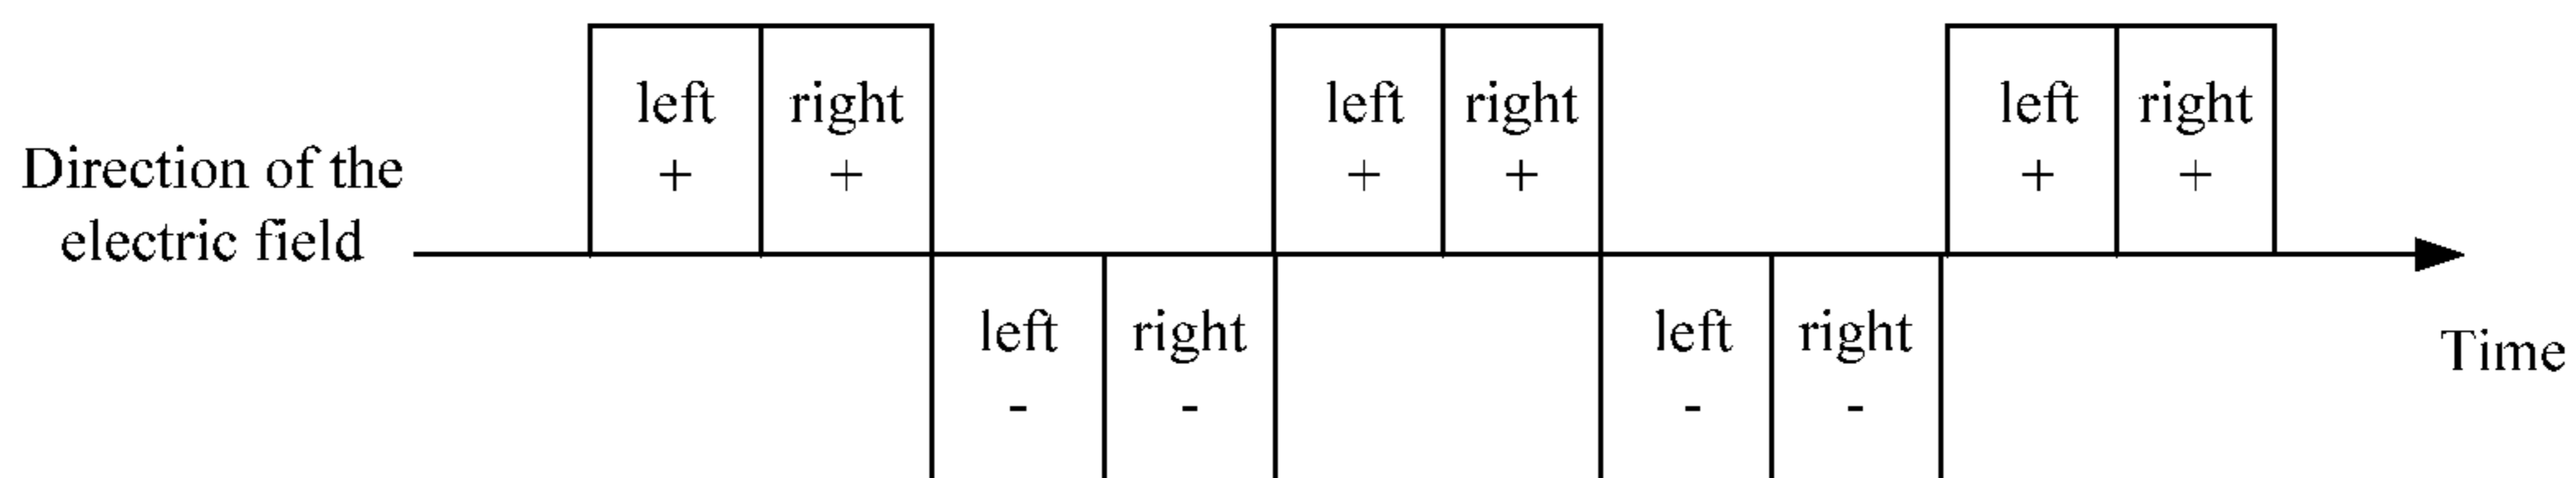 left right left right left right
+ + + + + +
Direction of the
electric field
left right left right
Time
- - - -